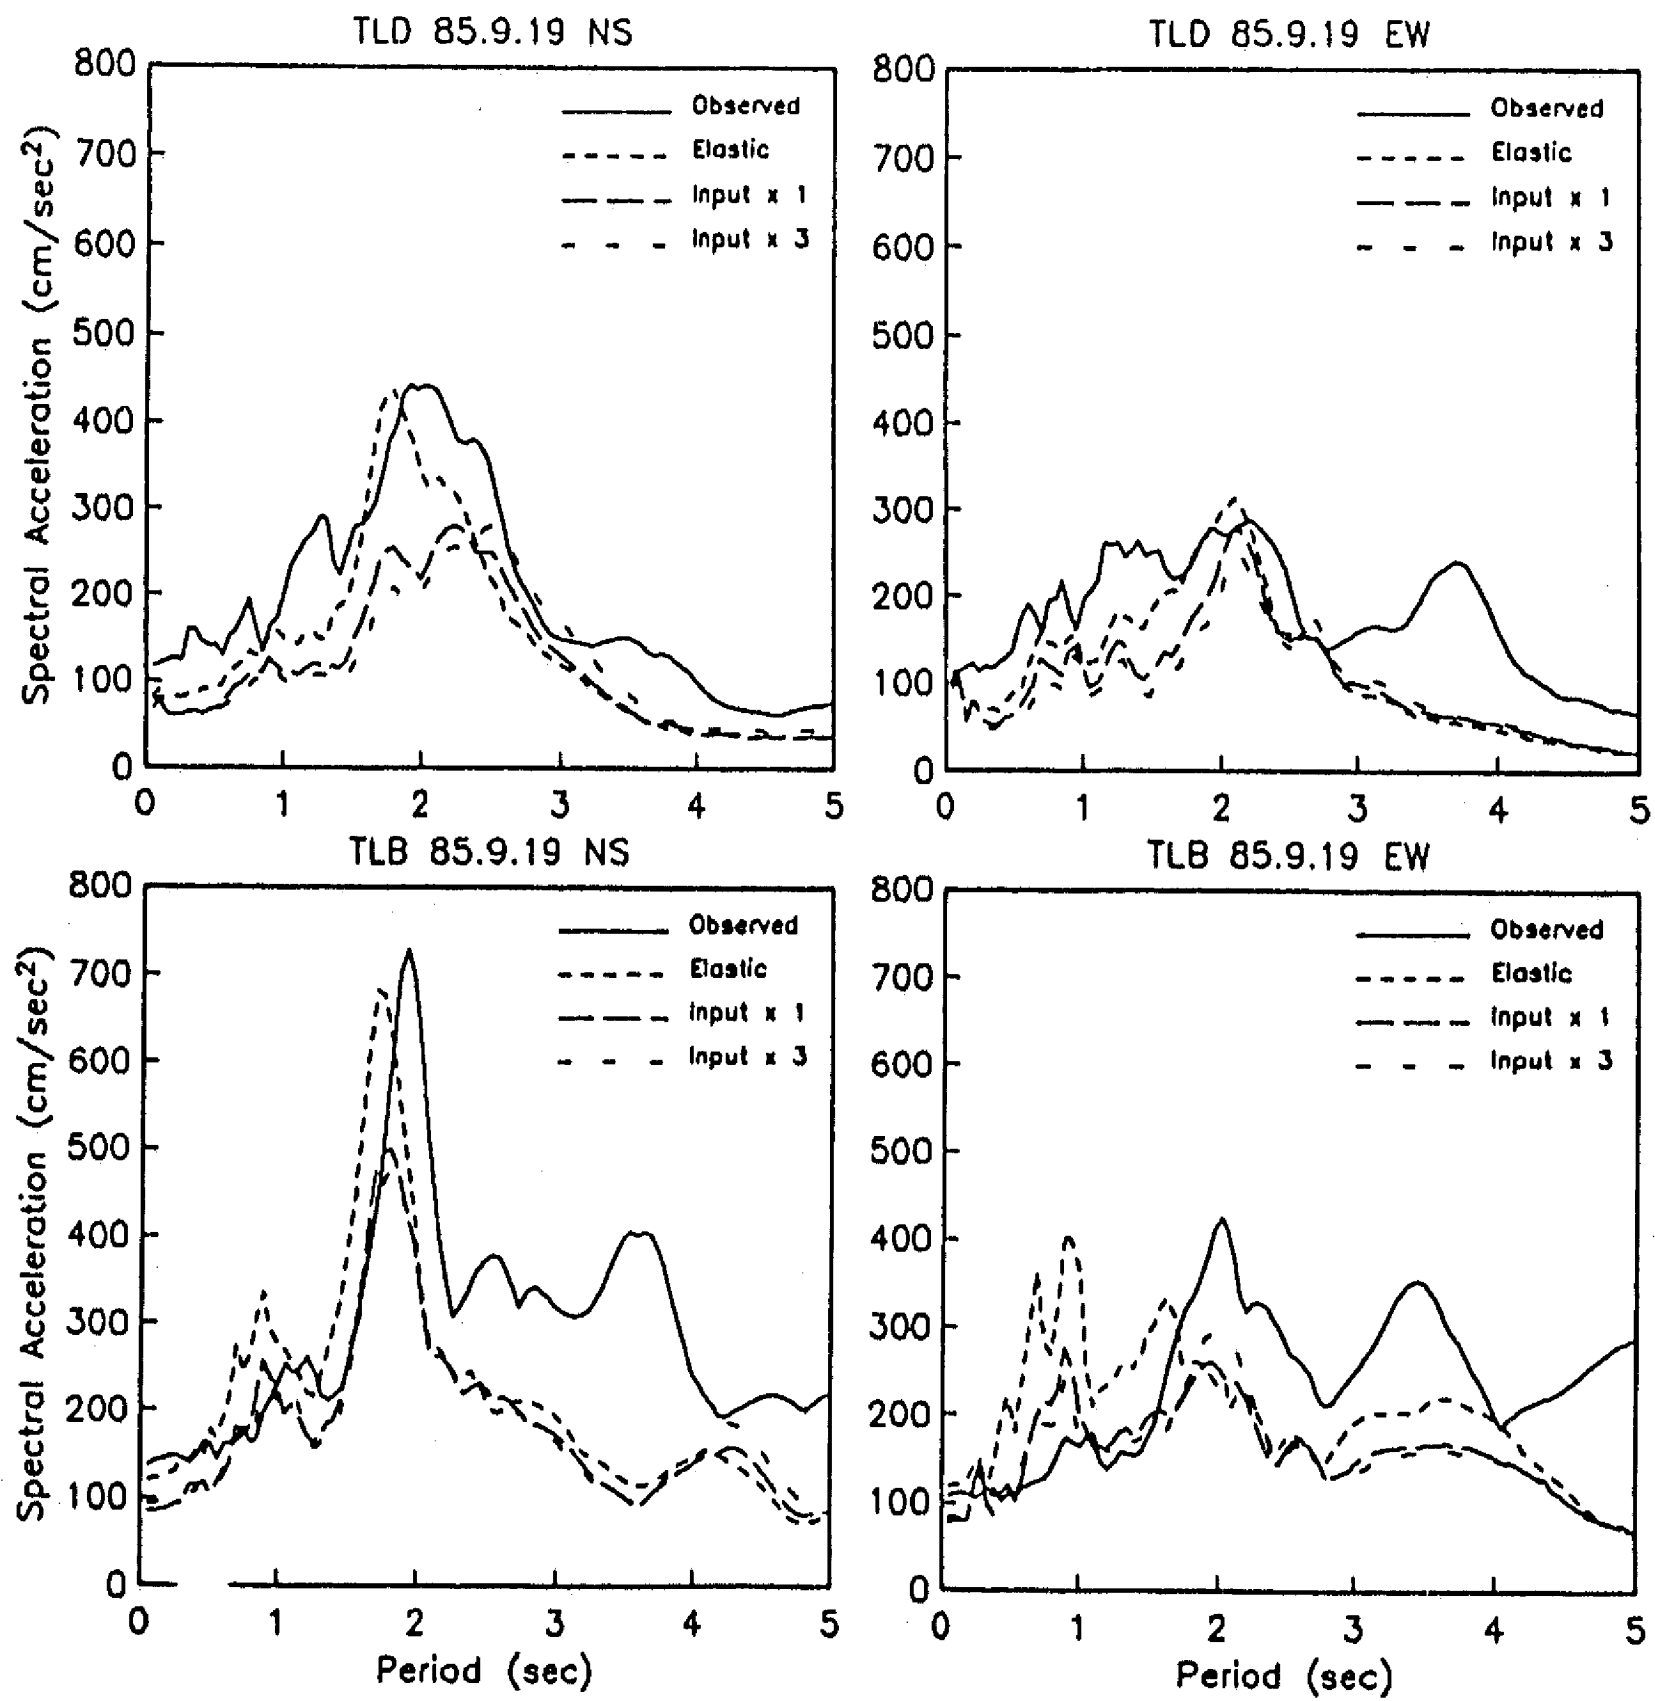 TLD 85.9.19 NS
Spectral Acceleration (cm/sec²)
800
700
600
500
400
300
200
100
0
Observed
Elastic
Input x 1
Input x 3
0 1 2 3 4 5
TLD 85.9.19 EW
800
700
600
500
400
300
200
100
0
Observed
Elastic
Input x 1
Input x 3
0 1 2 3 4 5
TLB 85.9.19 NS
Spectral Acceleration (cm/sec²)
800
700
600
500
400
300
200
100
0
Observed
Elastic
Input x 1
Input x 3
0 1 2 3 4 5
Period (sec)
TLB 85.9.19 EW
800
700
600
500
400
300
200
100
0
Observed
Elastic
Input x 1
Input x 3
0 1 2 3 4 5
Period (sec)